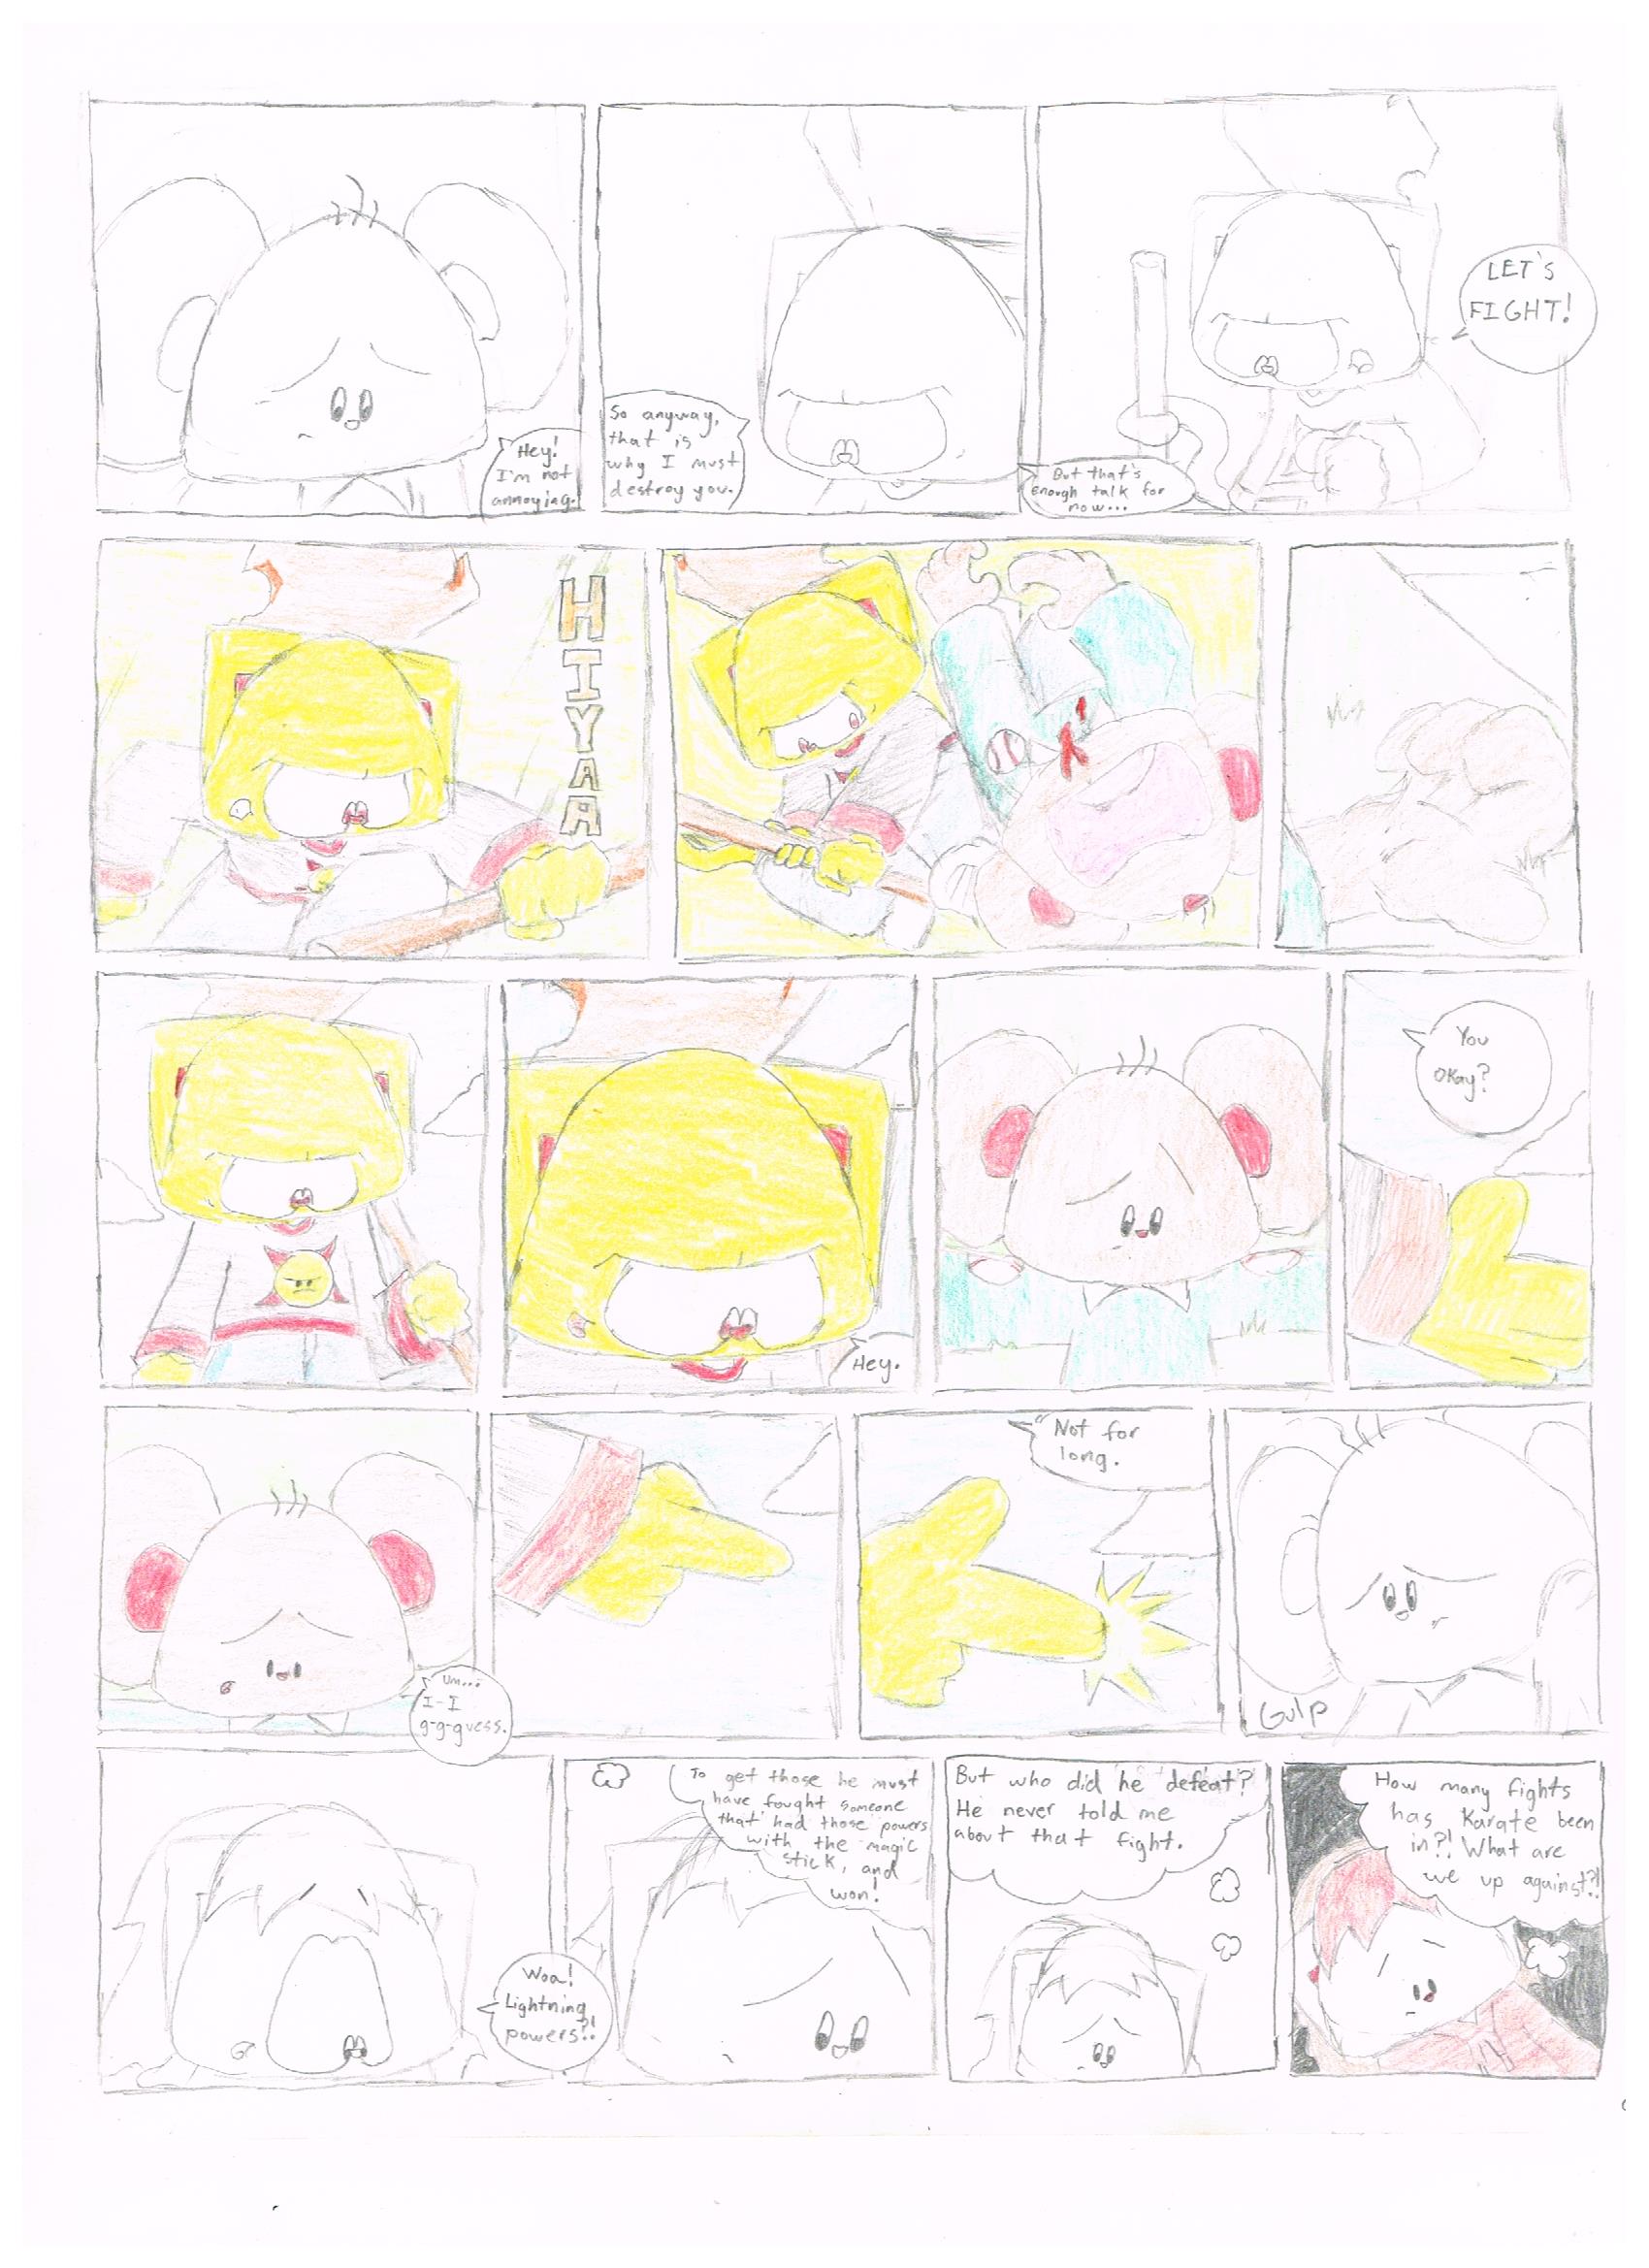 Hey!
I'm not
annoying.
So anyway,
that is
why I must
destroy you.
But that's
enough talk for
now...
LET'S
FIGHT!
HIYAA
Hey.
You
okay?
um...
I-I
g-g-guess.
Not for
long.
Gulp
Woa!
Lightning
powers?!
To get those he must
have fought someone
that had those powers
with the magic
stick, and
won!
But who did he defeat?
He never told me
about that fight.
How many fights
has Karate been
in?! What are
we up against?!